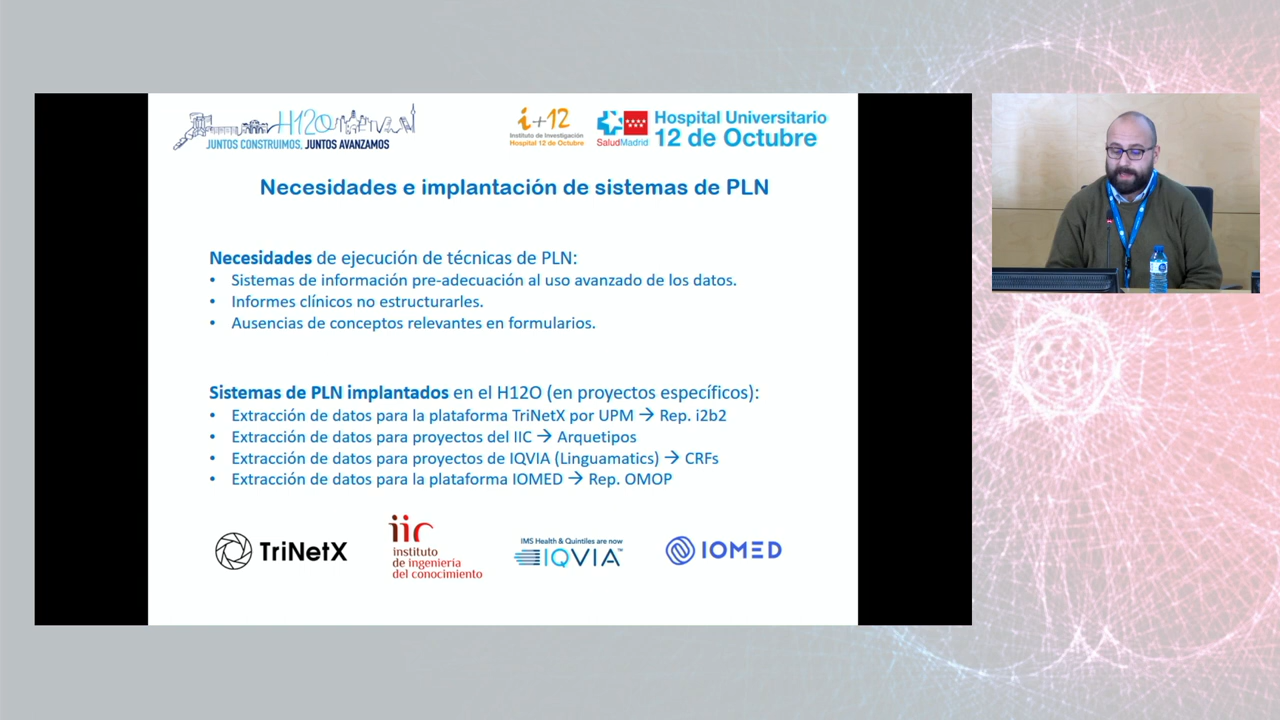 H12O
JUNTOS CONSTRUIMOS, JUNTOS AVANZAMOS
i+12
Instituto de Investigación
Hospital 12 de Octubre
SaludMadrid
Hospital Universitario
12 de Octubre
Necesidades e implantación de sistemas de PLN
Necesidades de ejecución de técnicas de PLN:
• Sistemas de información pre-adecuación al uso avanzado de los datos.
• Informes clínicos no estructurarles.
• Ausencias de conceptos relevantes en formularios.
Sistemas de PLN implantados en el H12O (en proyectos específicos):
• Extracción de datos para la plataforma TriNetX por UPM → Rep. i2b2
• Extracción de datos para proyectos del IIC → Arquetipos
• Extracción de datos para proyectos de IQVIA (Linguamatics) → CRFs
• Extracción de datos para la plataforma IOMED → Rep. OMOP
TriNetX
iic
instituto
de ingeniería
del conocimiento
IMS Health & Quintiles are now
IQVIA™
IOMED